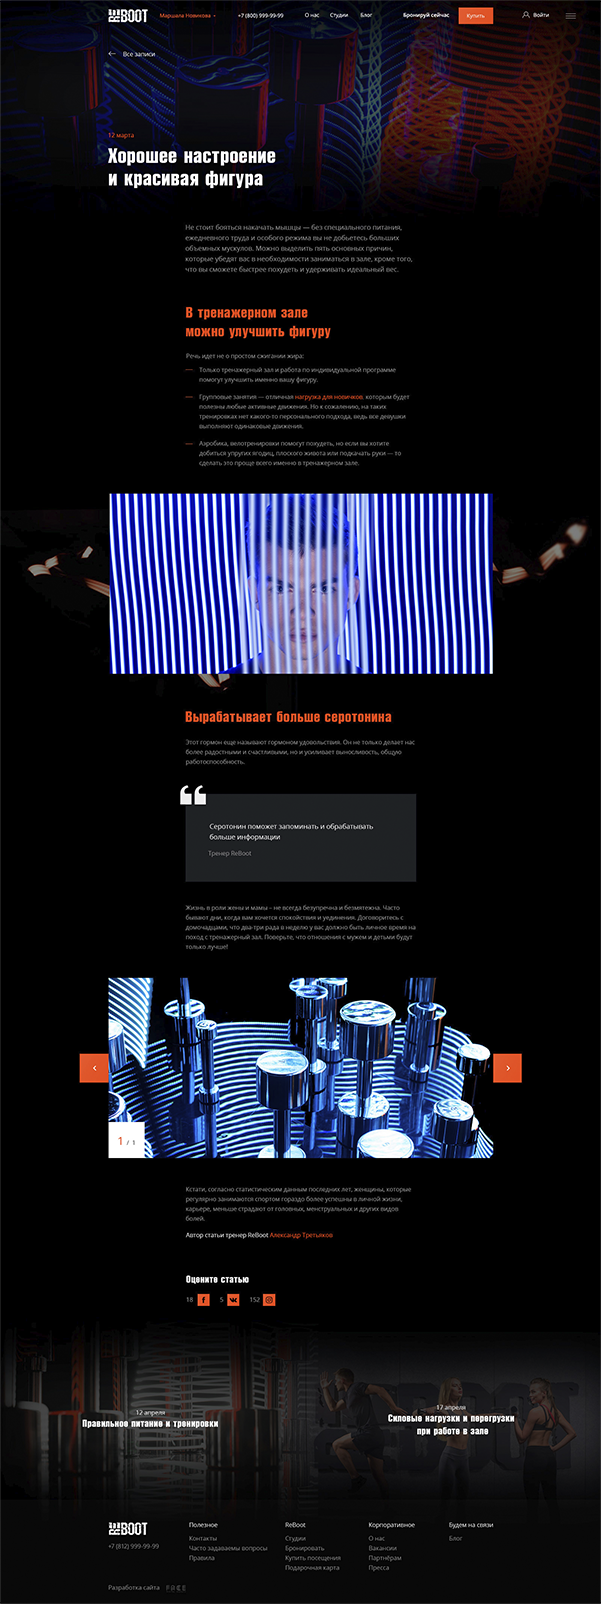 REBOOT
Маршала Новикова
+7 (800) 999-99-99
О нас
Студии
Блог
Бронируй сейчас
Купить
Войти
Все записи
12 марта
Хорошее настроение
и красивая фигура
Не стоит бояться накачать мышцы — без специального питания,
ежедневного труда и особого режима вы не добьетесь больших
объемных мускулов. Можно выделить пять основных причин,
которые убедят вас в необходимости заниматься в зале, кроме того,
что вы сможете быстрее похудеть и удерживать идеальный вес.
В тренажерном зале
можно улучшить фигуру
Речь идет не о простом сжигании жира:
Только тренажерный зал и работа по индивидуальной программе
помогут улучшить именно вашу фигуру.
Групповые занятия — отличная нагрузка для новичков, которым будет
полезны любые активные движения. Но к сожалению, на таких
тренировках нет какого-то персонального подхода, ведь все девушки
выполняют одинаковые движения.
Аэробика, велотренировки помогут похудеть, но если вы хотите
добиться упругих ягодиц, плоского живота или подкачать руки — то
сделать это проще всего именно в тренажерном зале.
Вырабатывает больше серотонина
Этот гормон еще называют гормоном удовольствия. Он не только делает нас
более радостными и счастливыми, но и усиливает выносливость, общую
работоспособность.
Серотонин поможет запоминать и обрабатывать
больше информации
Тренер ReBoot
Жизнь в роли жены и мамы – не всегда безупречна и безмятежна. Часто
бывают дни, когда вам хочется спокойствия и уединения. Договоритесь с
домочадцами, что два-три раза в неделю у вас должно быть личное время на
поход с тренажерный зал. Поверьте, что отношения с мужем и детьми будут
только лучше!
1 / 1
Кстати, согласно статистическим данным последних лет, женщины, которые
регулярно занимаются спортом гораздо более успешны в личной жизни,
карьере, меньше страдают от головных, менструальных и других видов
болей.
Автор статьи тренер ReBoot Александр Третьяков
Оцените статью
18
5
152
12 апреля
Правильное питание и тренировки
17 апреля
Силовые нагрузки и перегрузки
при работе в зале
REBOOT
+7 (812) 999-99-99
Полезное
Контакты
Часто задаваемы вопросы
Правила
ReBoot
Студии
Бронировать
Купить посещения
Подарочная карта
Корпоративное
О нас
Вакансии
Партнёрам
Пресса
Будем на связи
Блог
Разработка сайта